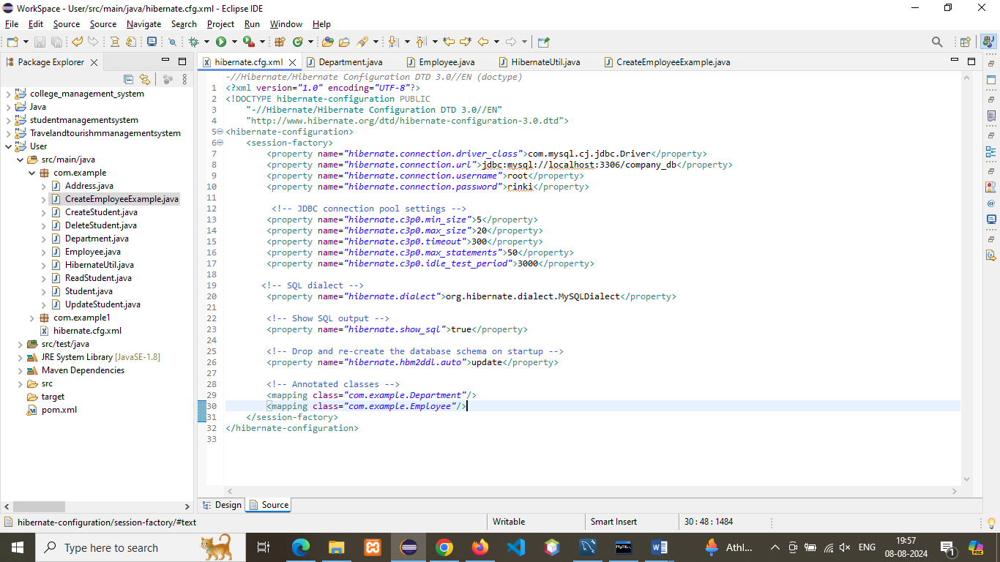 WorkSpace - User/src/main/java/hibernate.cfg.xml - Eclipse IDE
File Edit Source Source Navigate Search Project Run Window Help
Package Explorer
college_management_system
Java
studentmanagementsystem
Travelandtourishmmanagementsystem
User
src/main/java
com.example
Address.java
CreateEmployeeExample.java
CreateStudent.java
DeleteStudent.java
Department.java
Employee.java
HibernateUtil.java
ReadStudent.java
Student.java
UpdateStudent.java
com.example1
hibernate.cfg.xml
src/test/java
JRE System Library [JavaSE-1.8]
Maven Dependencies
src
target
pom.xml
hibernate.cfg.xml Department.java Employee.java HibernateUtil.java CreateEmployeeExample.java
-//Hibernate/Hibernate Configuration DTD 3.0//EN (doctype)
1 <?xml version="1.0" encoding="UTF-8"?>
2 <!DOCTYPE hibernate-configuration PUBLIC
3 "-//Hibernate/Hibernate Configuration DTD 3.0//EN"
4 "http://www.hibernate.org/dtd/hibernate-configuration-3.0.dtd">
5 <hibernate-configuration>
6 <session-factory>
7 <property name="hibernate.connection.driver_class">com.mysql.cj.jdbc.Driver</property>
8 <property name="hibernate.connection.url">jdbc:mysql://localhost:3306/company_db</property>
9 <property name="hibernate.connection.username">root</property>
10 <property name="hibernate.connection.password">rinki</property>
11
12 <!-- JDBC connection pool settings -->
13 <property name="hibernate.c3p0.min_size">5</property>
14 <property name="hibernate.c3p0.max_size">20</property>
15 <property name="hibernate.c3p0.timeout">300</property>
16 <property name="hibernate.c3p0.max_statements">50</property>
17 <property name="hibernate.c3p0.idle_test_period">3000</property>
18
19 <!-- SQL dialect -->
20 <property name="hibernate.dialect">org.hibernate.dialect.MySQLDialect</property>
21
22 <!-- Show SQL output -->
23 <property name="hibernate.show_sql">true</property>
24
25 <!-- Drop and re-create the database schema on startup -->
26 <property name="hibernate.hbm2ddl.auto">update</property>
27
28 <!-- Annotated classes -->
29 <mapping class="com.example.Department"/>
30 <mapping class="com.example.Employee"/>
31 </session-factory>
32 </hibernate-configuration>
33
Design Source
hibernate-configuration/session-factory/#text Writable Smart Insert 30 : 48 : 1484
Type here to search Athl... ENG 19:57
08-08-2024 1
PRE